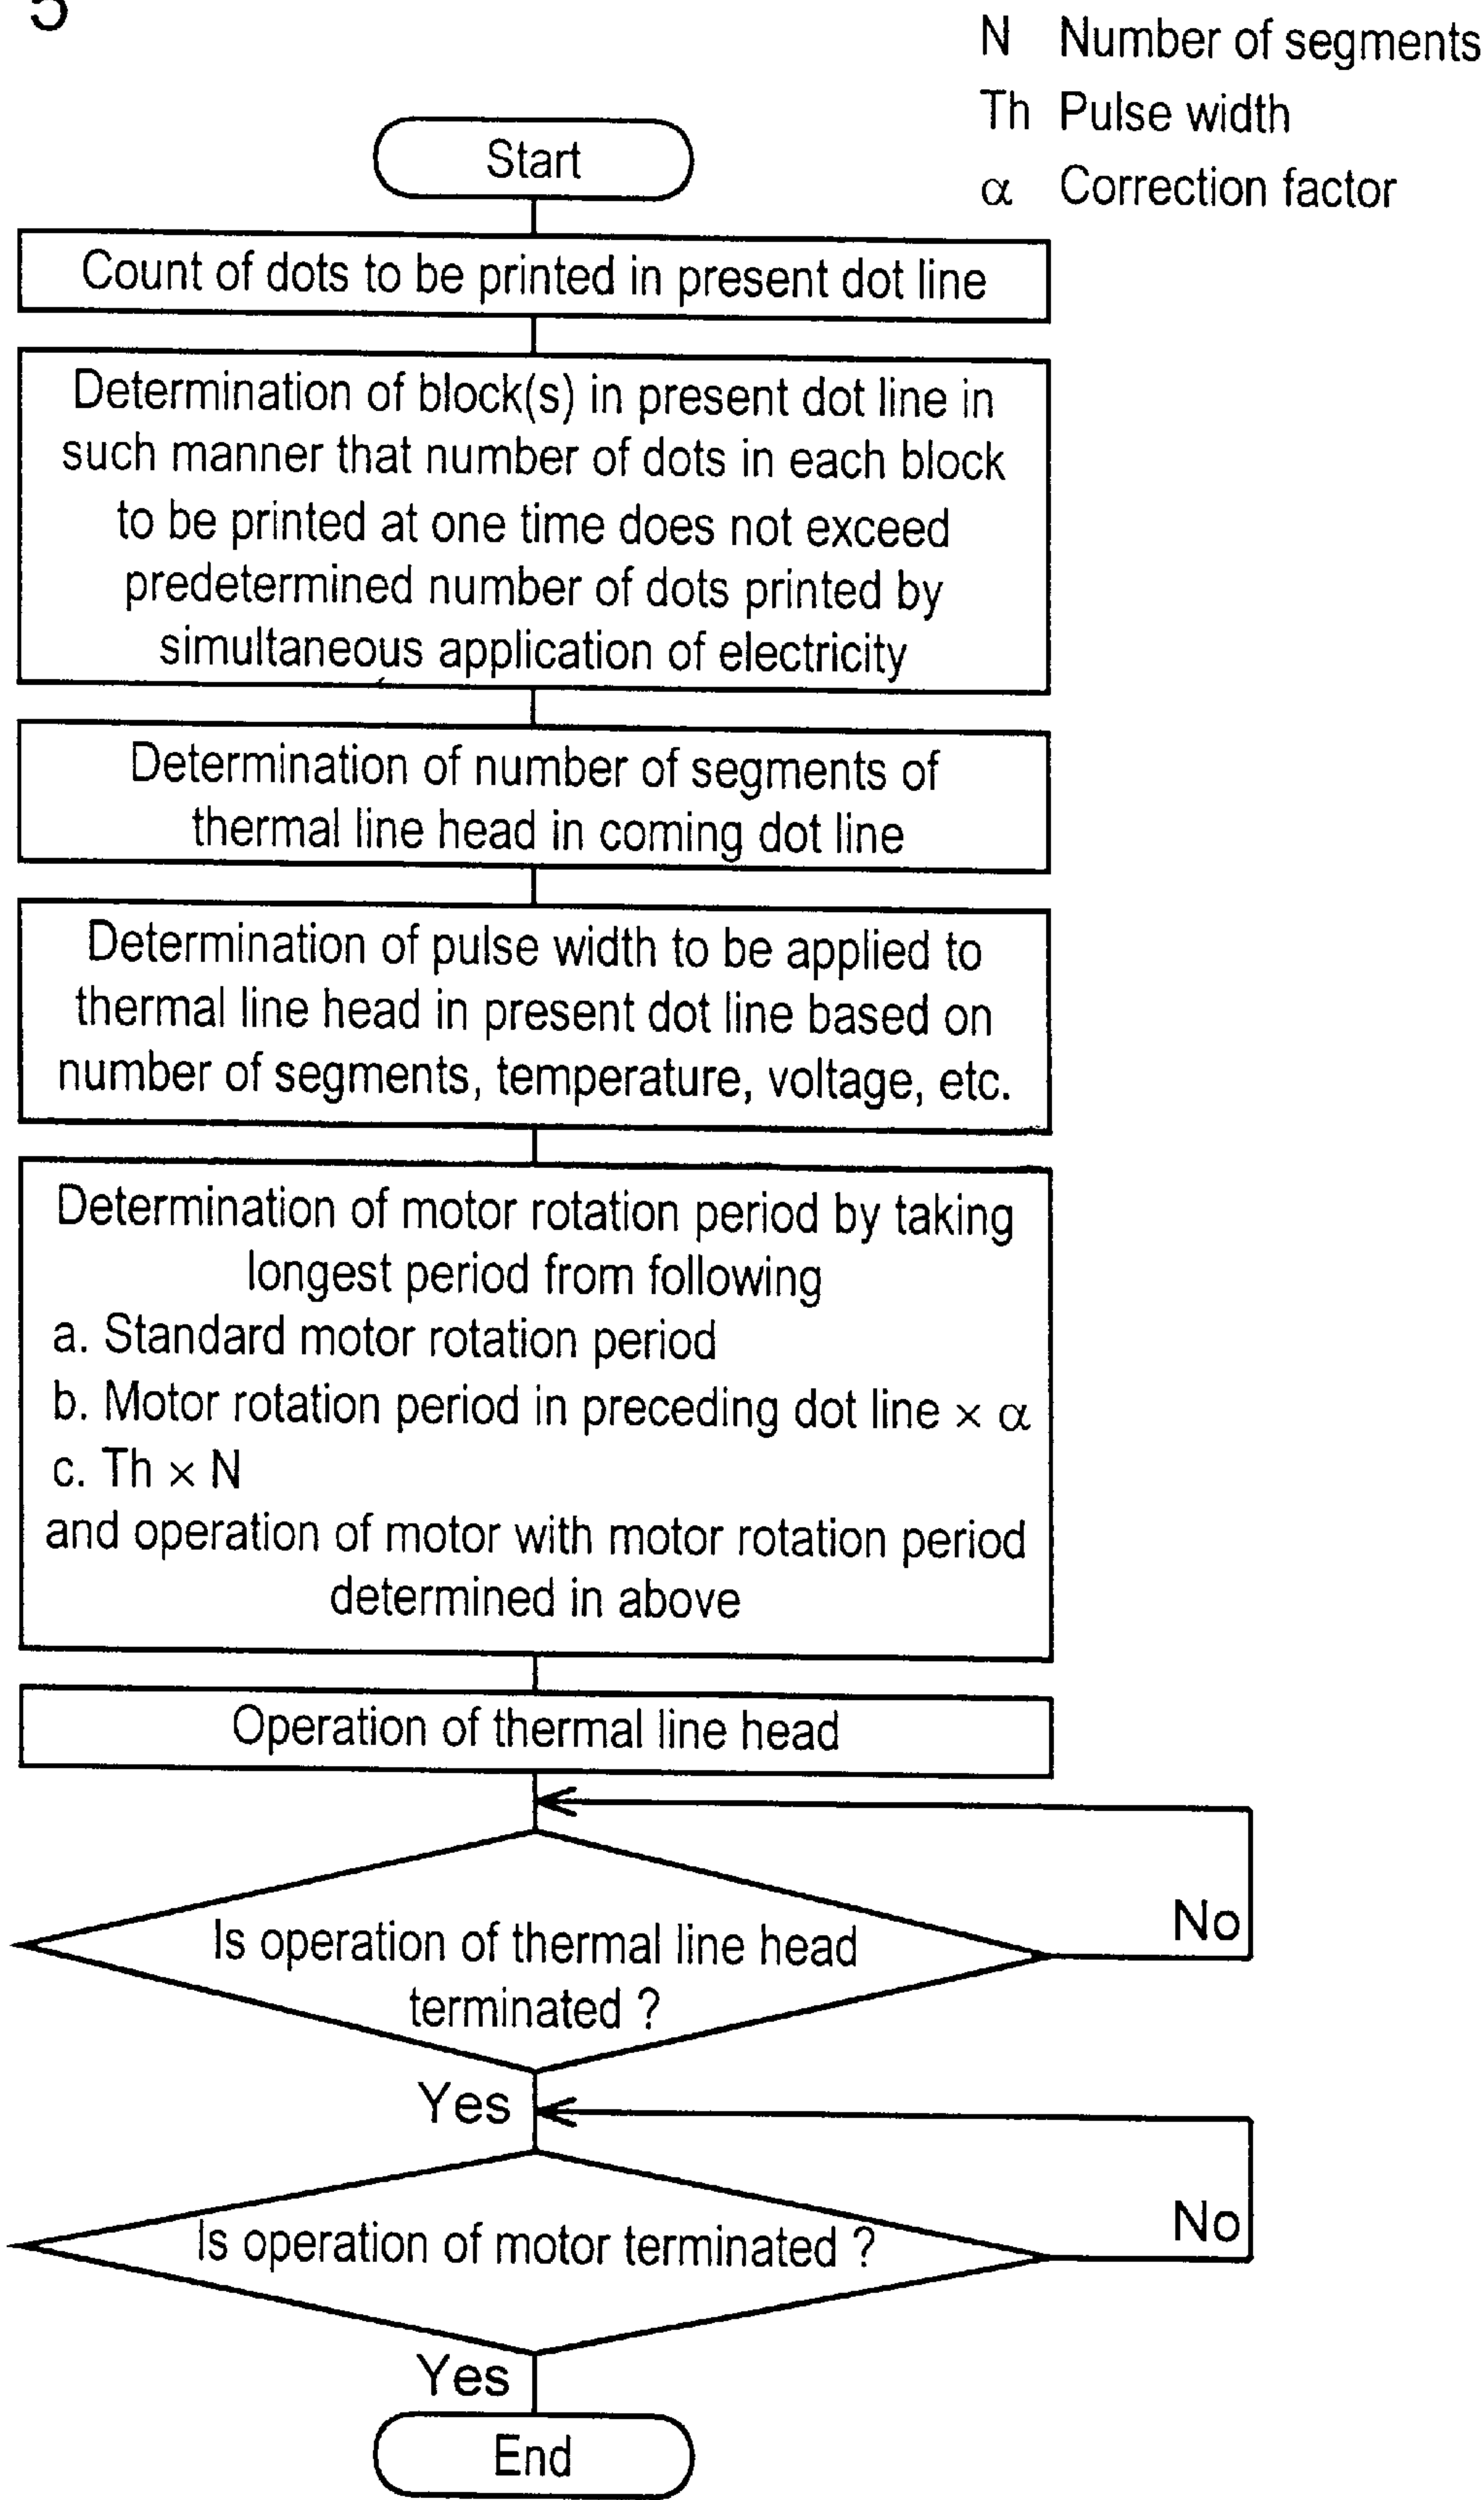 5
N Number of segments
Th Pulse width
α Correction factor
Start
Count of dots to be printed in present dot line
Determination of block(s) in present dot line in
such manner that number of dots in each block
to be printed at one time does not exceed
predetermined number of dots printed by
simultaneous application of electricity
Determination of number of segments of
thermal line head in coming dot line
Determination of pulse width to be applied to
thermal line head in present dot line based on
number of segments, temperature, voltage, etc.
Determination of motor rotation period by taking
longest period from following
a. Standard motor rotation period
b. Motor rotation period in preceding dot line × α
c. Th × N
and operation of motor with motor rotation period
determined in above
Operation of thermal line head
Is operation of thermal line head
terminated ?
No
Yes
Is operation of motor terminated ?
No
Yes
End